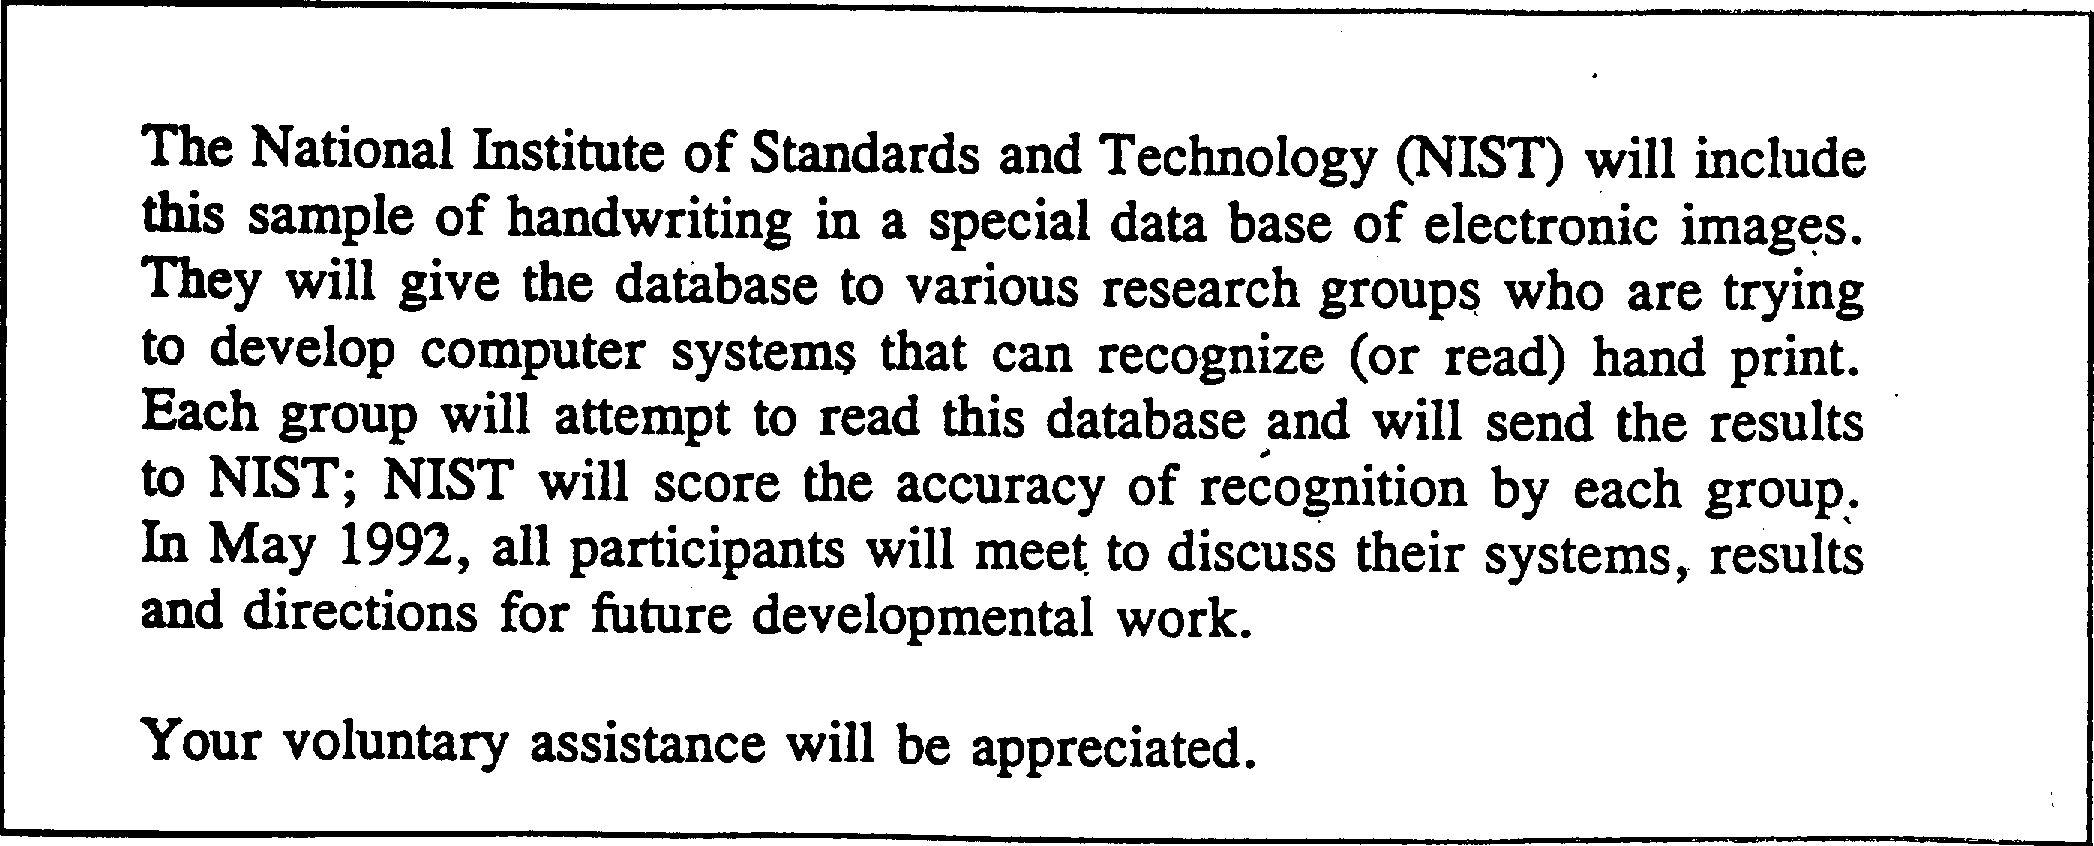 The National Institute of Standards and Technology (NIST) will include
this sample of handwriting in a special data base of electronic images.
They will give the database to various research groups who are trying
to develop computer systems that can recognize (or read) hand print.
Each group will attempt to read this database and will send the results
to NIST; NIST will score the accuracy of recognition by each group.
In May 1992, all participants will meet to discuss their systems, results
and directions for future developmental work.

Your voluntary assistance will be appreciated.